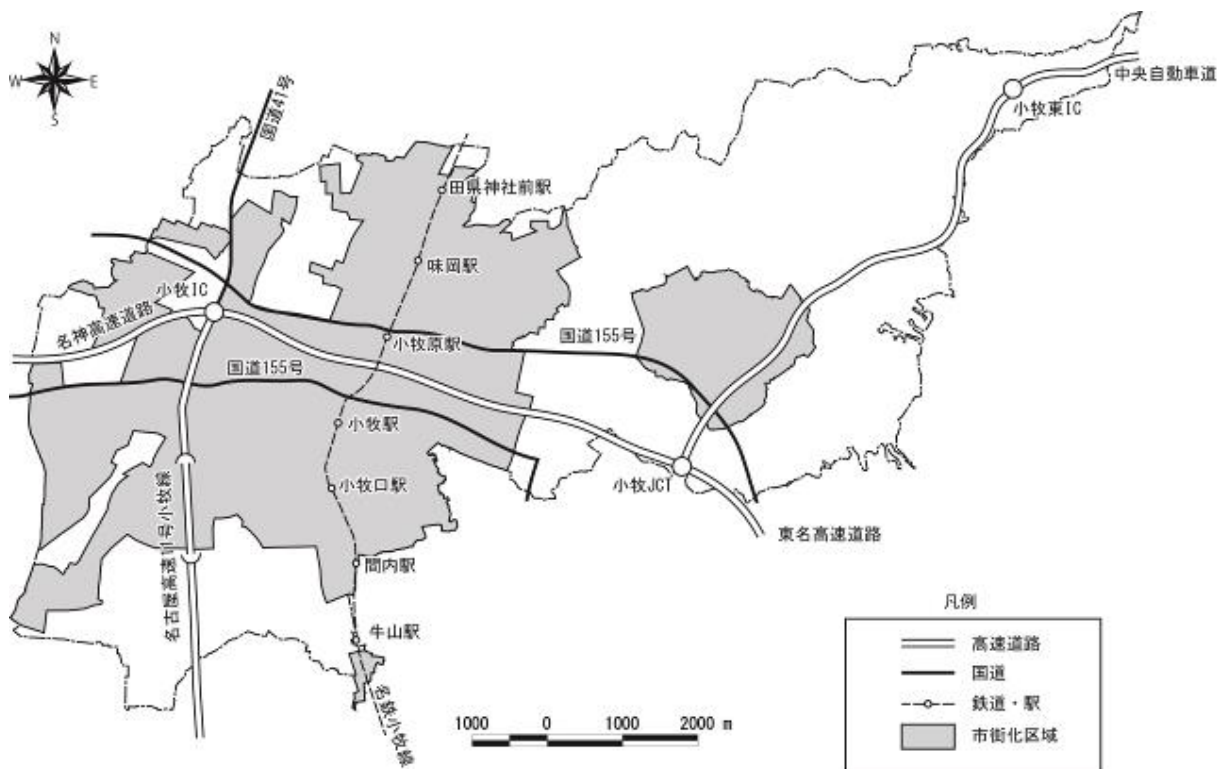 N
W
E
S
国道41号
中央自動車道
小牧東IC
田県神社前駅
味岡駅
小牧IC
名神高速道路
小牧原駅
国道155号
国道155号
小牧駅
小牧口駅
小牧JCT
東名高速道路
名古屋高速11号小牧線
間内駅
牛山駅
名鉄小牧線
凡例
高速道路
国道
鉄道・駅
市街化区域
1000 0 1000 2000 m